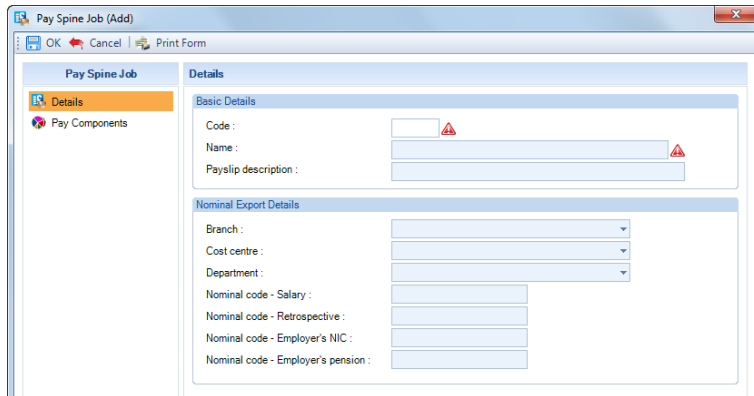 Pay Spine Job (Add)
OK Cancel Print Form
Pay Spine Job
Details
Pay Components
Details
Basic Details
Code :
Name :
Payslip description :
Nominal Export Details
Branch :
Cost centre :
Department :
Nominal code - Salary :
Nominal code - Retrospective :
Nominal code - Employer's NIC :
Nominal code - Employer's pension :